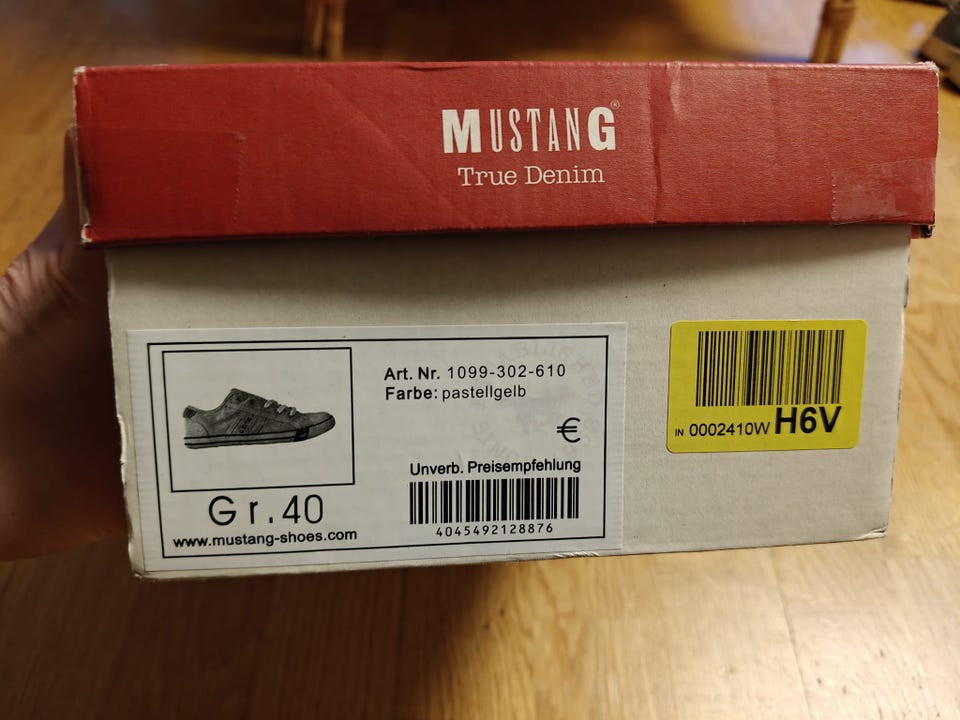 MUSTANG®
True Denim
Art. Nr. 1099-302-610
Farbe: pastellgelb
€
Unverb. Preisempfehlung
4045492128876
Gr. 40
www.mustang-shoes.com
IN 0002410W H6V